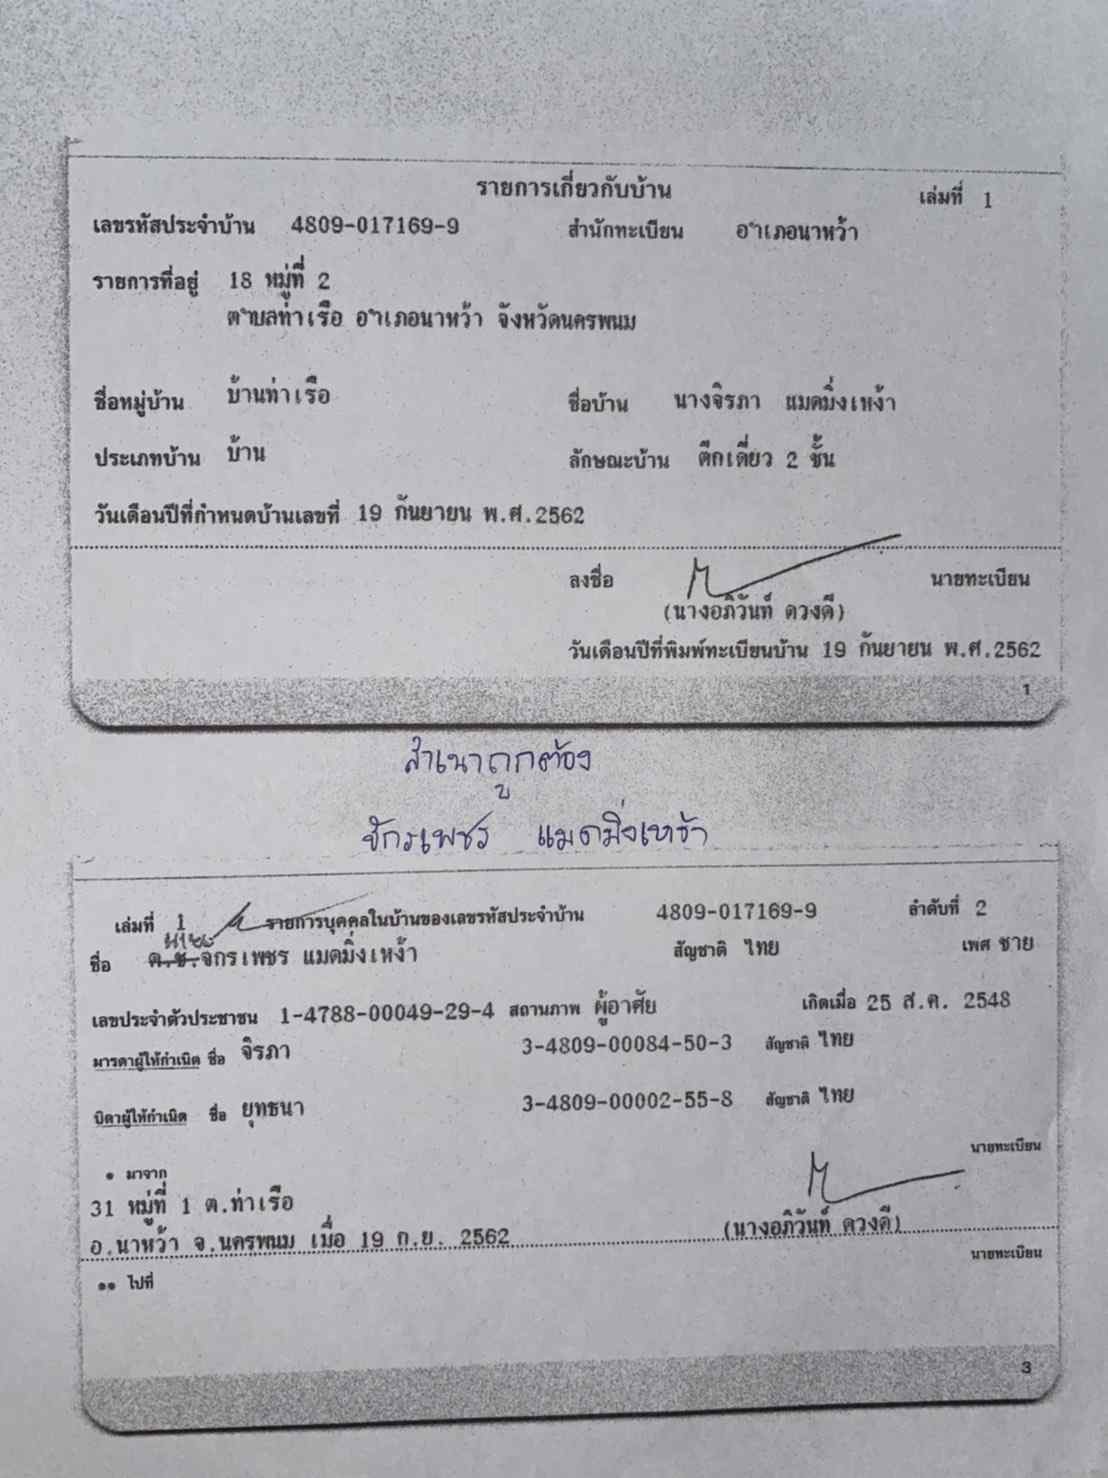 รายการเกี่ยวกับบ้าน เล่มที่ 1
เลขรหัสประจำบ้าน 4809-017169-9 สำนักทะเบียน อำเภอนาหว้า
รายการที่อยู่ 18 หมู่ที่ 2
ตำบลท่าเรือ อำเภอนาหว้า จังหวัดนครพนม
ชื่อหมู่บ้าน บ้านท่าเรือ ชื่อบ้าน นางจิรภา แมดมิ่งเหง้า
ประเภทบ้าน บ้าน ลักษณะบ้าน ตึกเดี่ยว 2 ชั้น
วันเดือนปีที่กำหนดบ้านเลขที่ 19 กันยายน พ.ศ.2562
ลงชื่อ นายทะเบียน
(นางอภิวันท์ ดวงดี)
วันเดือนปีที่พิมพ์ทะเบียนบ้าน 19 กันยายน พ.ศ.2562
1
สำเนาถูกต้อง
จักรเพชร แมดมิ่งเหง้า
เล่มที่ 1 รายการบุคคลในบ้านของเลขรหัสประจำบ้าน 4809-017169-9 ลำดับที่ 2
นาย
ชื่อ ด.ช.จักรเพชร แมดมิ่งเหง้า สัญชาติ ไทย เพศ ชาย
เลขประจำตัวประชาชน 1-4788-00049-29-4 สถานภาพ ผู้อาศัย เกิดเมื่อ 25 ส.ค. 2548
มารดาผู้ให้กำเนิด ชื่อ จิรภา 3-4809-00084-50-3 สัญชาติ ไทย
บิดาผู้ให้กำเนิด ชื่อ ยุทธนา 3-4809-00002-55-8 สัญชาติ ไทย
* มาจาก นายทะเบียน
31 หมู่ที่ 1 ต.ท่าเรือ
อ.นาหว้า จ.นครพนม เมื่อ 19 ก.ย. 2562 (นางอภิวันท์ ดวงดี)
** ไปที่ นายทะเบียน
3